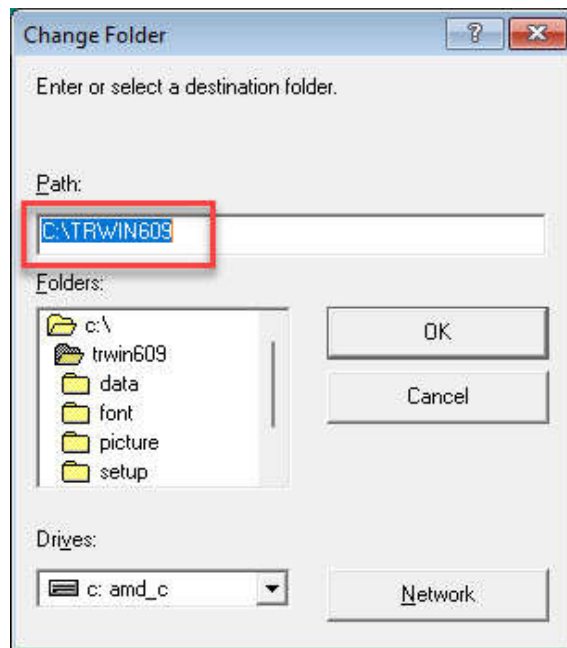 Change Folder
Enter or select a destination folder.
Path:
C:\TRWIN609
Folders:
c:\
trwin609
data
font
picture
setup
OK
Cancel
Drives:
c: amd_c
Network